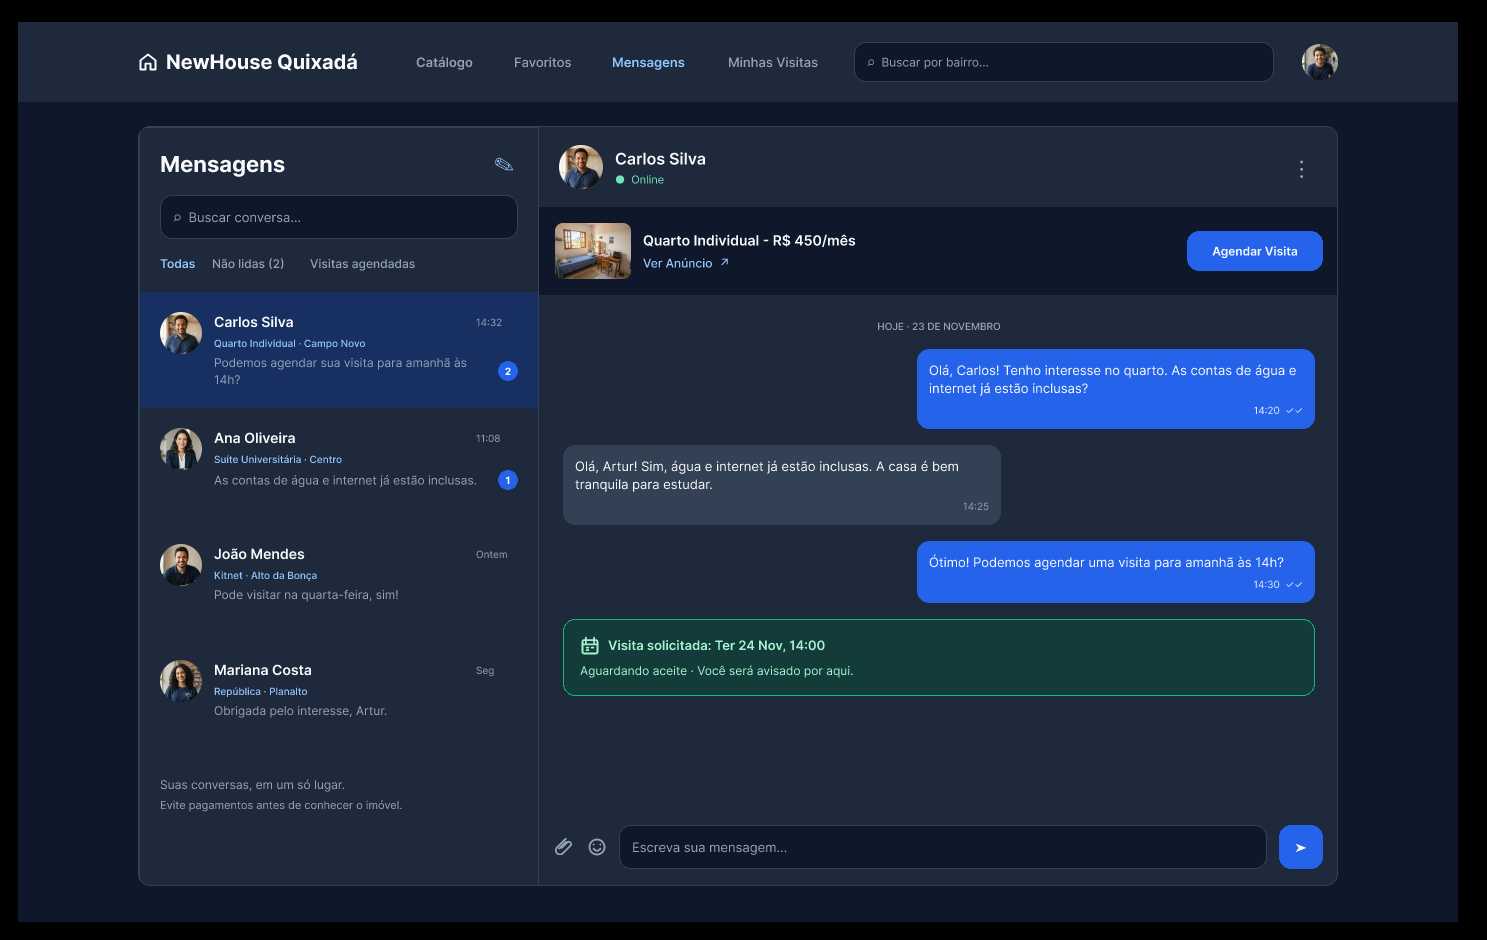 NewHouse Quixadá
Catálogo
Favoritos
Mensagens
Minhas Visitas
Buscar por bairro...
Mensagens
Buscar conversa...
Todas
Não lidas (2)
Visitas agendadas
Carlos Silva
14:32
Quarto Individual · Campo Novo
Podemos agendar sua visita para amanhã às
14h?
2
Ana Oliveira
11:08
Suíte Universitária · Centro
As contas de água e internet já estão inclusas.
1
João Mendes
Ontem
Kitnet · Alto da Bonça
Pode visitar na quarta-feira, sim!
Mariana Costa
Seg
República · Planalto
Obrigada pelo interesse, Artur.
Suas conversas, em um só lugar.
Evite pagamentos antes de conhecer o imóvel.
Carlos Silva
Online
Quarto Individual - R$ 450/mês
Ver Anúncio ↗
Agendar Visita
HOJE · 23 DE NOVEMBRO
Olá, Carlos! Tenho interesse no quarto. As contas de água e
internet já estão inclusas?
14:20 ✓✓
Olá, Artur! Sim, água e internet já estão inclusas. A casa é bem
tranquila para estudar.
14:25
Ótimo! Podemos agendar uma visita para amanhã às 14h?
14:30 ✓✓
Visita solicitada: Ter 24 Nov, 14:00
Aguardando aceite · Você será avisado por aqui.
Escreva sua mensagem...